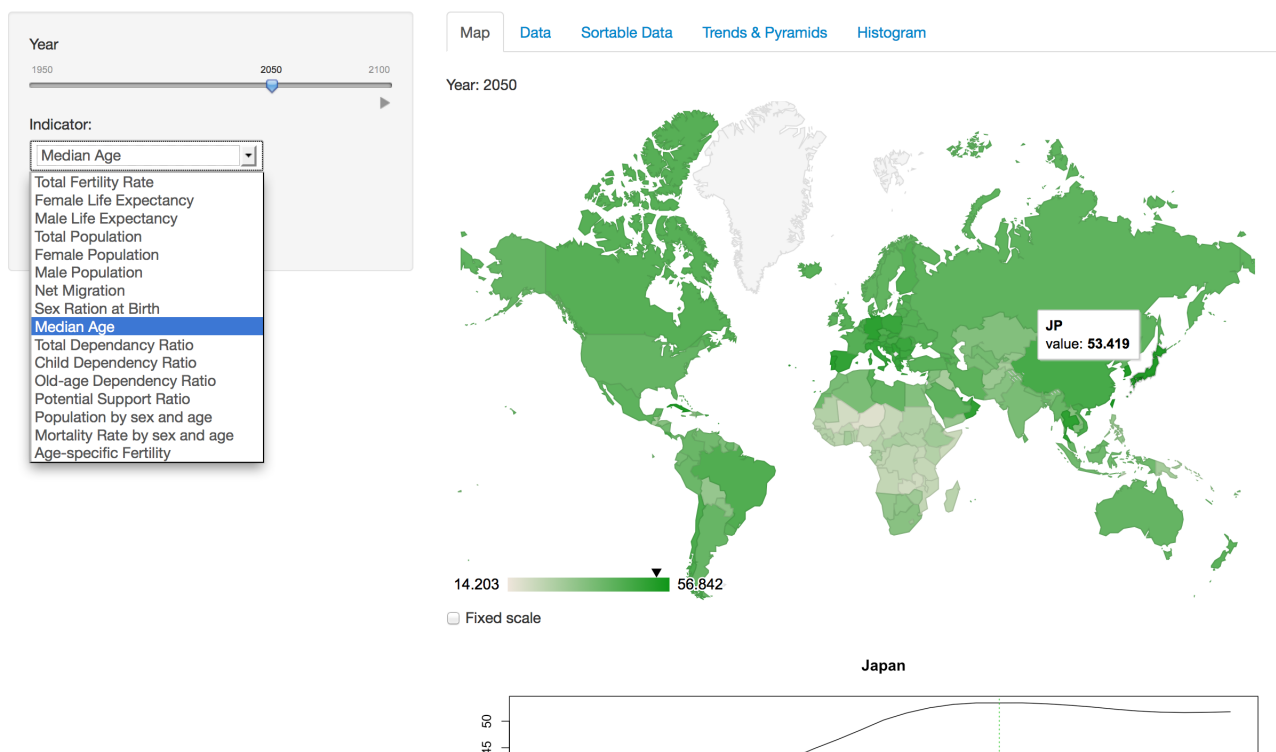 Year
1950 2050 2100
Indicator:
Median Age
Total Fertility Rate
Female Life Expectancy
Male Life Expectancy
Total Population
Female Population
Male Population
Net Migration
Sex Ration at Birth
Median Age
Total Dependancy Ratio
Child Dependency Ratio
Old-age Dependency Ratio
Potential Support Ratio
Population by sex and age
Mortality Rate by sex and age
Age-specific Fertility
Map Data Sortable Data Trends & Pyramids Histogram
Year: 2050
JP
value: 53.419
14.203 56.842
Fixed scale
Japan
50
45